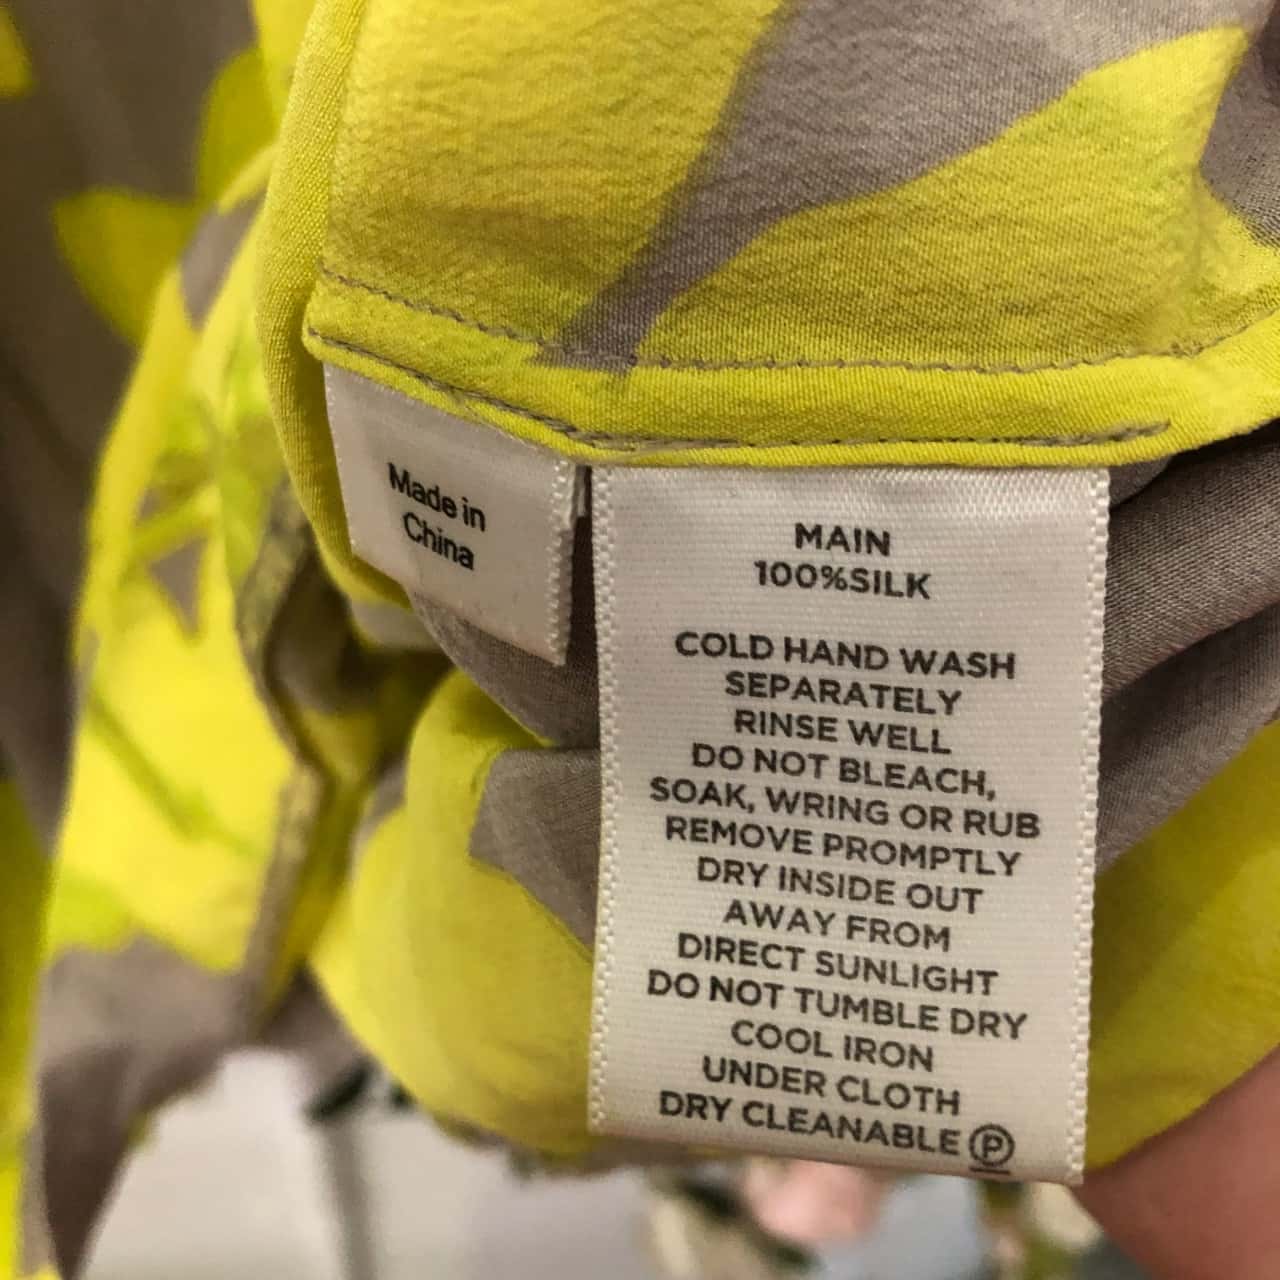 Made in
China
MAIN
100%SILK
COLD HAND WASH
SEPARATELY
RINSE WELL
DO NOT BLEACH,
SOAK, WRING OR RUB
REMOVE PROMPTLY
DRY INSIDE OUT
AWAY FROM
DIRECT SUNLIGHT
DO NOT TUMBLE DRY
COOL IRON
UNDER CLOTH
DRY CLEANABLE Ⓟ